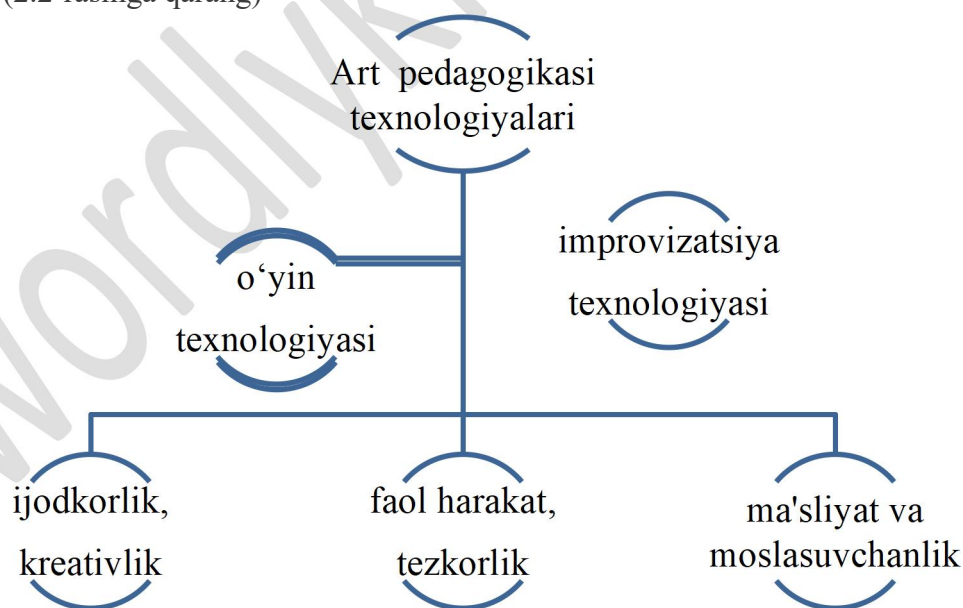 (2.2-rasmga qarang)
Art pedagogikasi
texnologiyalari
o‘yin
texnologiyasi
improvizatsiya
texnologiyasi
ijodkorlik,
kreativlik
faol harakat,
tezkorlik
ma'sliyat va
moslasuvchanlik